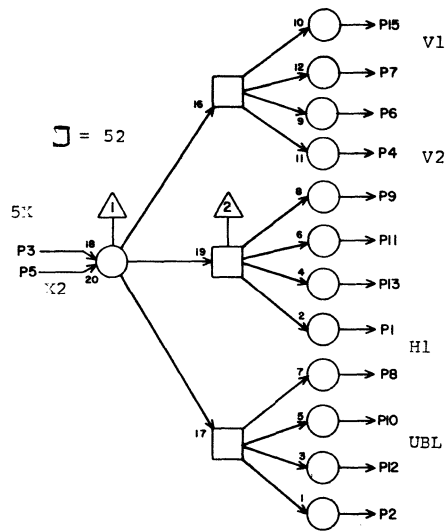 10 P15 V1
12 P7
16 9 P6
ℶ = 52
11 P4 V2
1 2 8 P9
5K
P3 18 19 6 P11
P5 20 4 P13
X2
2 P1
H1
7 P8
5 P10
UBL
17 3 P12
1 P2